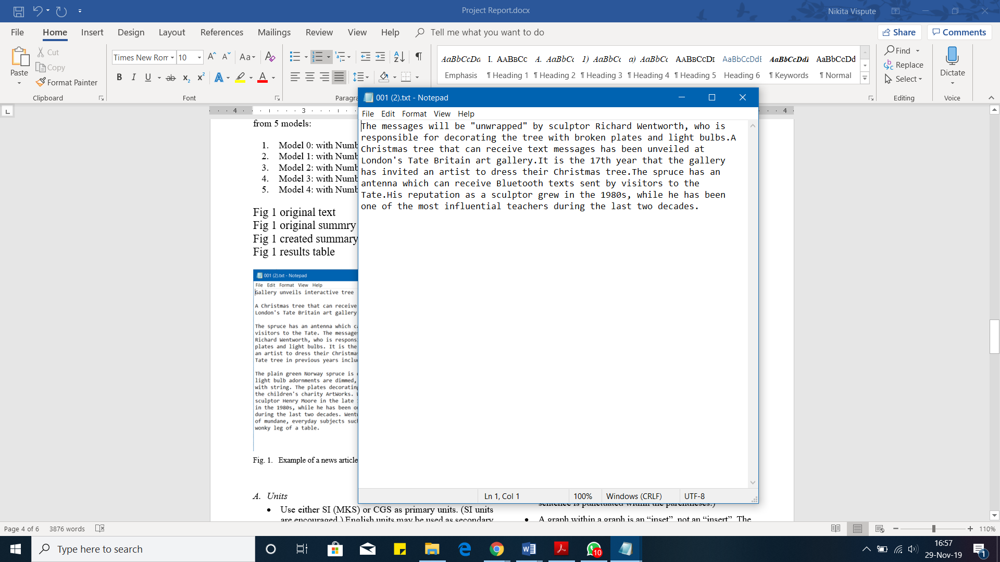 Project Report.docx
Nikita Vispute
File Home Insert Design Layout References Mailings Review View Help Tell me what you want to do
Share Comments
Paste
Cut
Copy
Format Painter
Clipboard
Times New Ron 10
Aa
B I U ab x₂ x² A A
Font
Paragra
AaBbCcDa I. AABBCC A. AaBbCc 1) AaBbCc a) AaBbCc AABBCCDI AaBbCcDdE AaBbCcDdI AaBbCcDd
Emphasis ¶ Heading 1 ¶ Heading 2 ¶ Heading 3 ¶ Heading 4 ¶ Heading 5 Heading 6 ¶ Keywords ¶ Normal
Find
Replace
Select
Editing
Dictate
Voice
L
4 3
4
from 5 models:
1. Model 0: with Numb
2. Model 1: with Numb
3. Model 2: with Numb
4. Model 3: with Numb
5. Model 4: with Numb
Fig 1 original text
Fig 1 original summry
Fig 1 created summary
Fig 1 results table
001 (2).txt - Notepad
File Edit Format View Help
Gallery unveils interactive tree
A Christmas tree that can receive
London's Tate Britain art gallery
The spruce has an antenna which ca
visitors to the Tate. The messages
Richard Wentworth, who is respons
plates and light bulbs. It is the
an artist to dress their Christma
Tate tree in previous years inclu
The plain green Norway spruce is
light bulb adornments are dimmed,
with string. The plates decorating
the children's charity ArtWorks.
sculptor Henry Moore in the late
in the 1980s, while he has been o
during the last two decades. Wentw
of mundane, everyday subjects such
wonky leg of a table.
Fig. 1. Example of a news article
A. Units
• Use either SI (MKS) or CGS as primary units. (SI units
are encouraged.) English units may be used as secondary
sentence is punctuated within the parentheses.)
• A graph within a graph is an “inset”, not an “insert”. The
001 (2).txt - Notepad
File Edit Format View Help
The messages will be "unwrapped" by sculptor Richard Wentworth, who is
responsible for decorating the tree with broken plates and light bulbs.A
Christmas tree that can receive text messages has been unveiled at
London's Tate Britain art gallery.It is the 17th year that the gallery
has invited an artist to dress their Christmas tree.The spruce has an
antenna which can receive Bluetooth texts sent by visitors to the
Tate.His reputation as a sculptor grew in the 1980s, while he has been
one of the most influential teachers during the last two decades.
Ln 1, Col 1 100% Windows (CRLF) UTF-8
Page 4 of 6 3876 words
110%
Type here to search
10
16:57
29-Nov-19
1